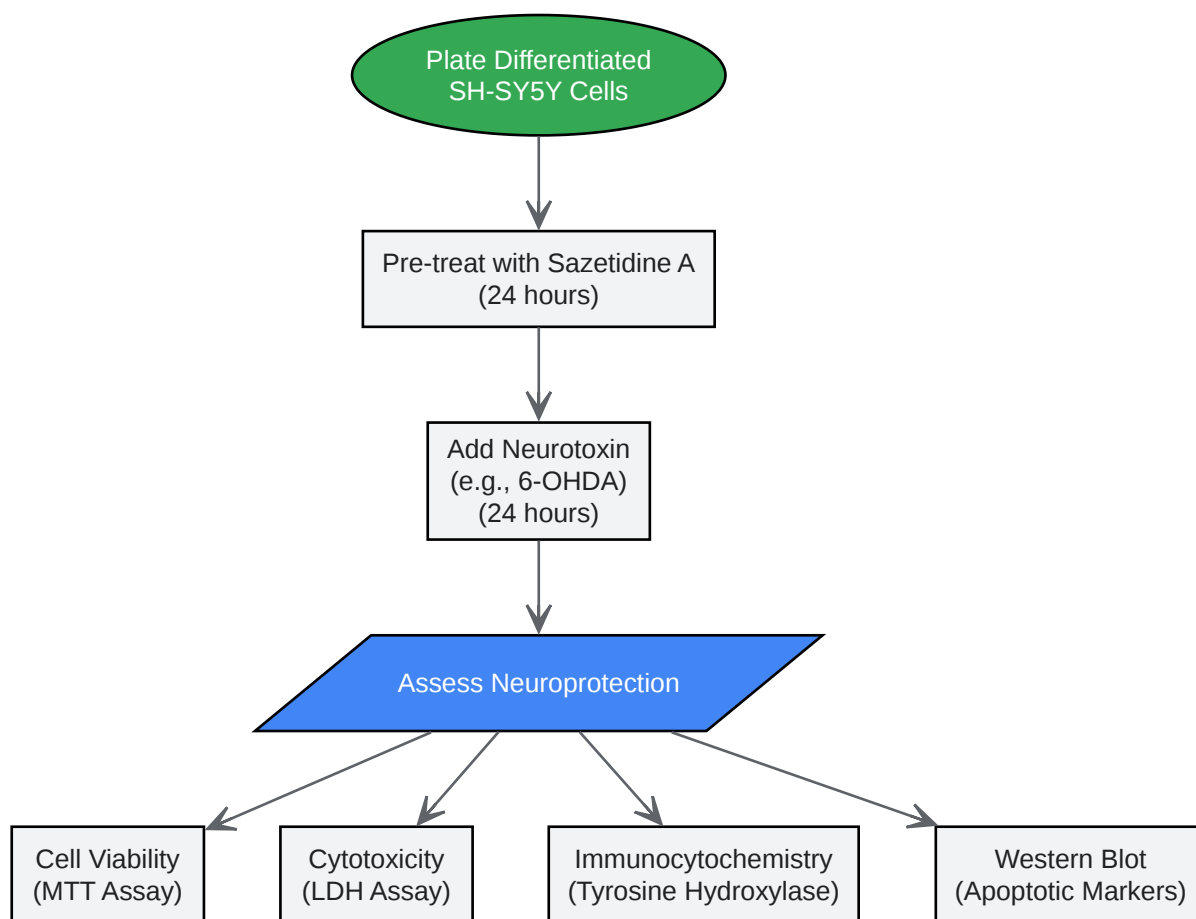 Plate Differentiated
SH-SY5Y Cells
Pre-treat with Sazetidine A
(24 hours)
Add Neurotoxin
(e.g., 6-OHDA)
(24 hours)
Assess Neuroprotection
Cell Viability
(MTT Assay)
Cytotoxicity
(LDH Assay)
Immunocytochemistry
(Tyrosine Hydroxylase)
Western Blot
(Apoptotic Markers)